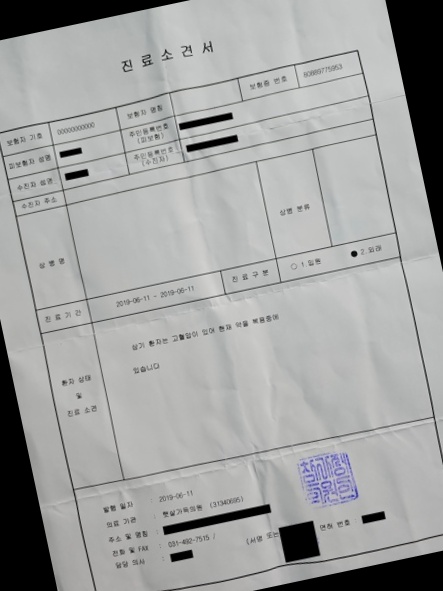 진 료 소 견 서
보험자 기호 00000000000 보험자 명칭 보험증 번호 80889775953
피보험자 성명 주민등록번호 (피보험)
수진자 성명 주민등록번호 (수진자)
수진자 주소
상 병 명 상병 분류
진 료 기 간 2019-06-11 ~ 2019-06-11 진 료 구 분 ○ 1.입원 ● 2.외래
환자 상태 및 진료 소견
상기 환자는 고혈압이 있어 현재 약을 복용중에
있습니다
발행 일자 : 2019-06-11
의료 기관 : 햇살가득의원 (31340695)
주소 및 명칭 :
전화 및 FAX : 031-492-7515 / (서명 또는
담당 의사 : 면허 번호 :